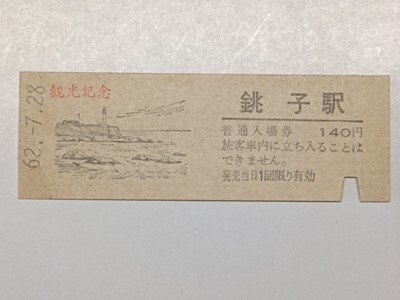 62.-7.28
観光記念
銚子駅
普通入場券 140円
旅客車内に立ち入ることは
できません。
発売当日1回限り有効